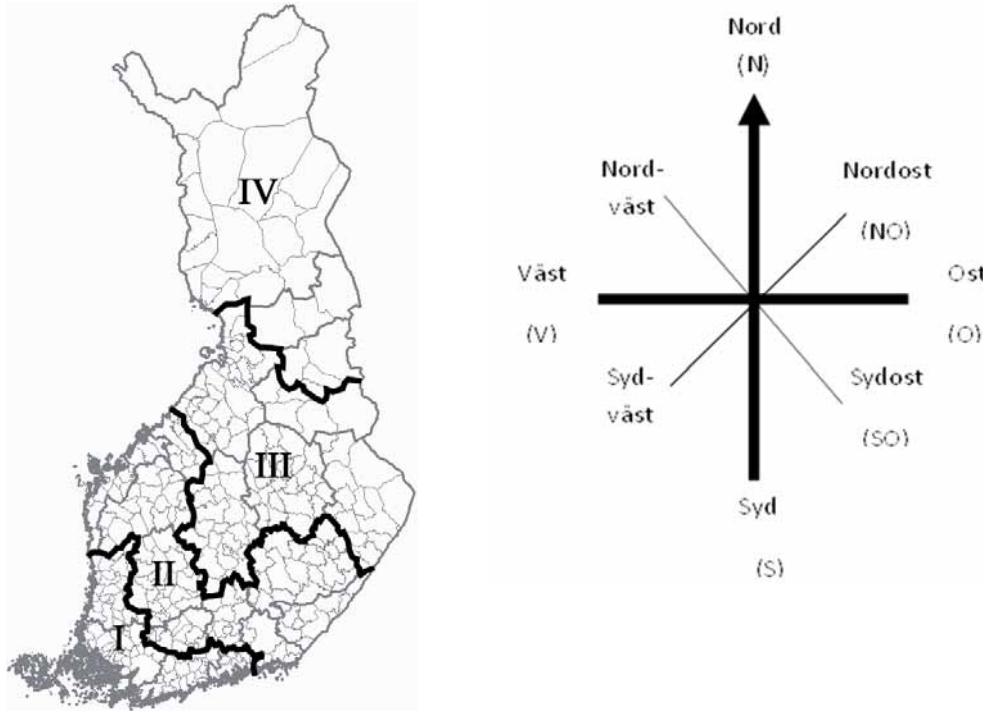 IV
III
II
I
Nord
(N)
Nord-
väst
Nordost
(NO)
Väst
(V)
Ost
(O)
Syd-
väst
Sydost
(SO)
Syd
(S)